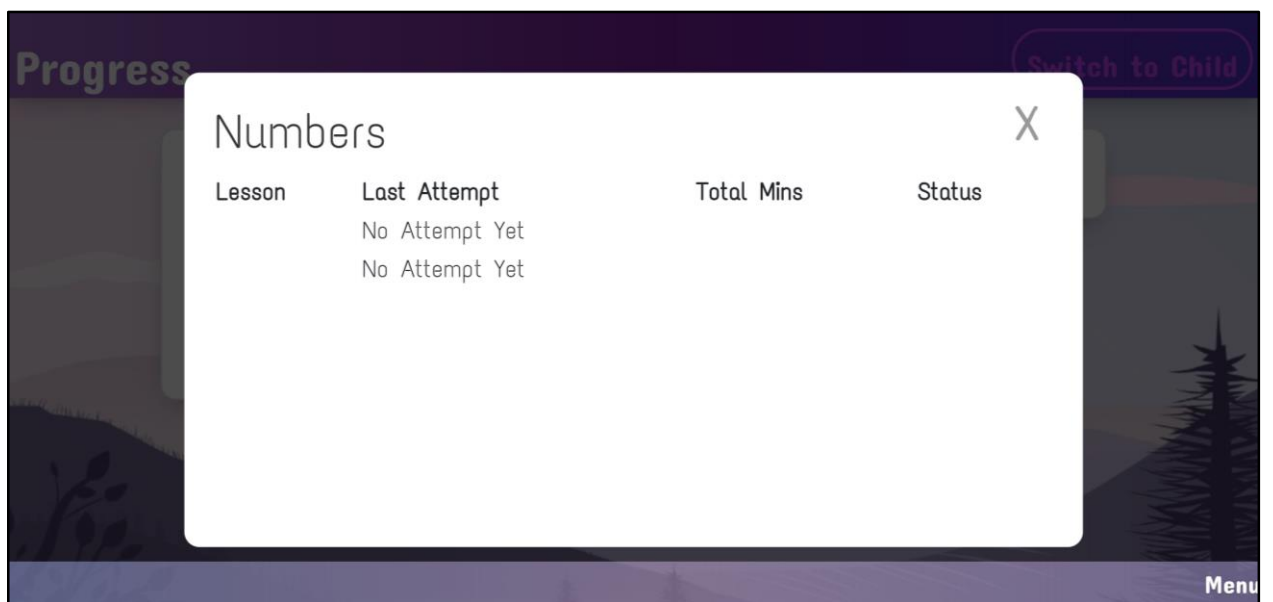 Progress
Switch to Child
Numbers X
Lesson Last Attempt Total Mins Status
No Attempt Yet
No Attempt Yet
Menu